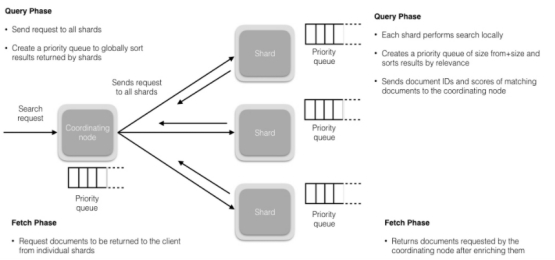 Query Phase
• Send request to all shards
• Create a priority queue to globally sort
results returned by shards
Sends request
to all shards
Search
request
Coordinating
node
Priority
queue
Fetch Phase
• Request documents to be returned to the client
from individual shards
Shard
Priority
queue
Shard
Priority
queue
Shard
Priority
queue
Query Phase
• Each shard performs search locally
• Creates a priority queue of size from+size and
sorts results by relevance
• Sends document IDs and scores of matching
documents to the coordinating node
Fetch Phase
• Returns documents requested by the
coordinating node after enriching them